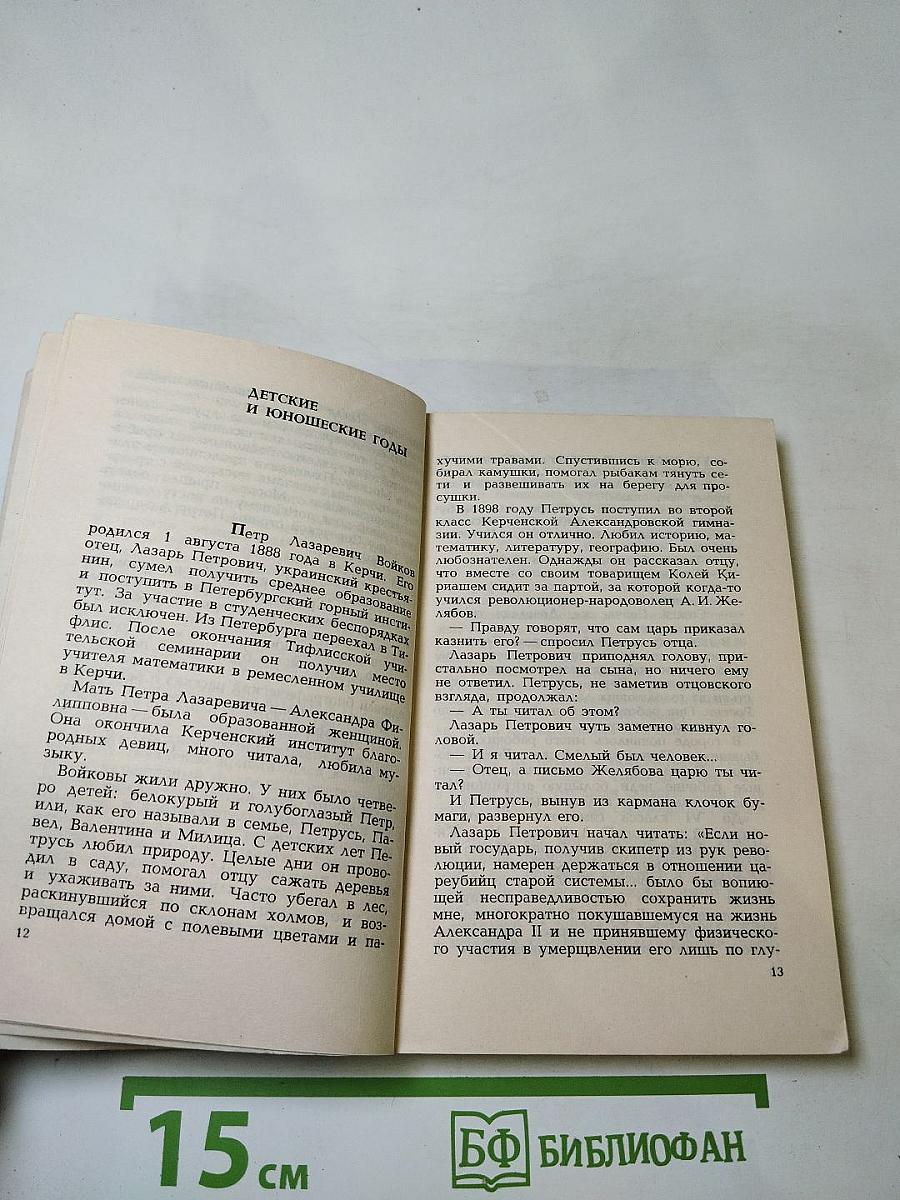 ДЕТСКИЕ
И ЮНОШЕСКИЕ ГОДЫ
Петр Лазаревич Войков
родился 1 августа 1888 года в Керчи. Его
отец, Лазарь Петрович, украинский крестья-
нин, сумел получить среднее образование
и поступить в Петербургский горный инсти-
тут. За участие в студенческих беспорядках
был исключен. Из Петербурга переехал в Ти-
флис. После окончания Тифлисской учи-
тельской семинарии он получил место
учителя математики в ремесленном училище
в Керчи.
Мать Петра Лазаревича — Александра Фи-
липповна — была образованной женщиной.
Она окончила Керченский институт благо-
родных девиц, много читала, любила му-
зыку.
Войковы жили дружно. У них было четве-
ро детей: белокурый и голубоглазый Петр,
или, как его называли в семье, Петрусь, Па-
вел, Валентина и Милица. С детских лет Пе-
трусь любил природу. Целые дни он прово-
дил в саду, помогал отцу сажать деревья
и ухаживать за ними. Часто убегал в лес,
раскинувшийся по склонам холмов, и воз-
вращался домой с полевыми цветами и па-
12
хучими травами. Спустившись к морю, со-
бирал камушки, помогал рыбакам тянуть се-
ти и развешивать их на берегу для про-
сушки.
В 1898 году Петрусь поступил во второй
класс Керченской Александровской гимна-
зии. Учился он отлично. Любил историю, ма-
тематику, литературу, географию. Был очень
любознателен. Однажды он рассказал отцу,
что вместе со своим товарищем Колей Ки-
риашем сидит за партой, за которой когда-то
учился революционер-народоволец А. И. Же-
лябов.
— Правду говорят, что сам царь приказал
казнить его? — спросил Петрусь отца.
Лазарь Петрович приподнял голову, при-
стально посмотрел на сына, но ничего ему
не ответил. Петрусь, не заметив отцовского
взгляда, продолжал:
— А ты читал об этом?
Лазарь Петрович чуть заметно кивнул го-
ловой.
— И я читал. Смелый был человек...
— Отец, а письмо Желябова царю ты чи-
тал?
И Петрусь, вынув из кармана клочок бу-
маги, развернул его.
Лазарь Петрович начал читать: «Если но-
вый государь, получив скипетр из рук рево-
люции, намерен держаться в отношении ца-
реубийц старой системы... было бы вопию-
щей несправедливостью сохранить жизнь
мне, многократно покушавшемуся на жизнь
Александра II и не принявшему физическо-
го участия в умерщвлении его лишь по глу-
13
15 см
БФ БИБЛИОФАН